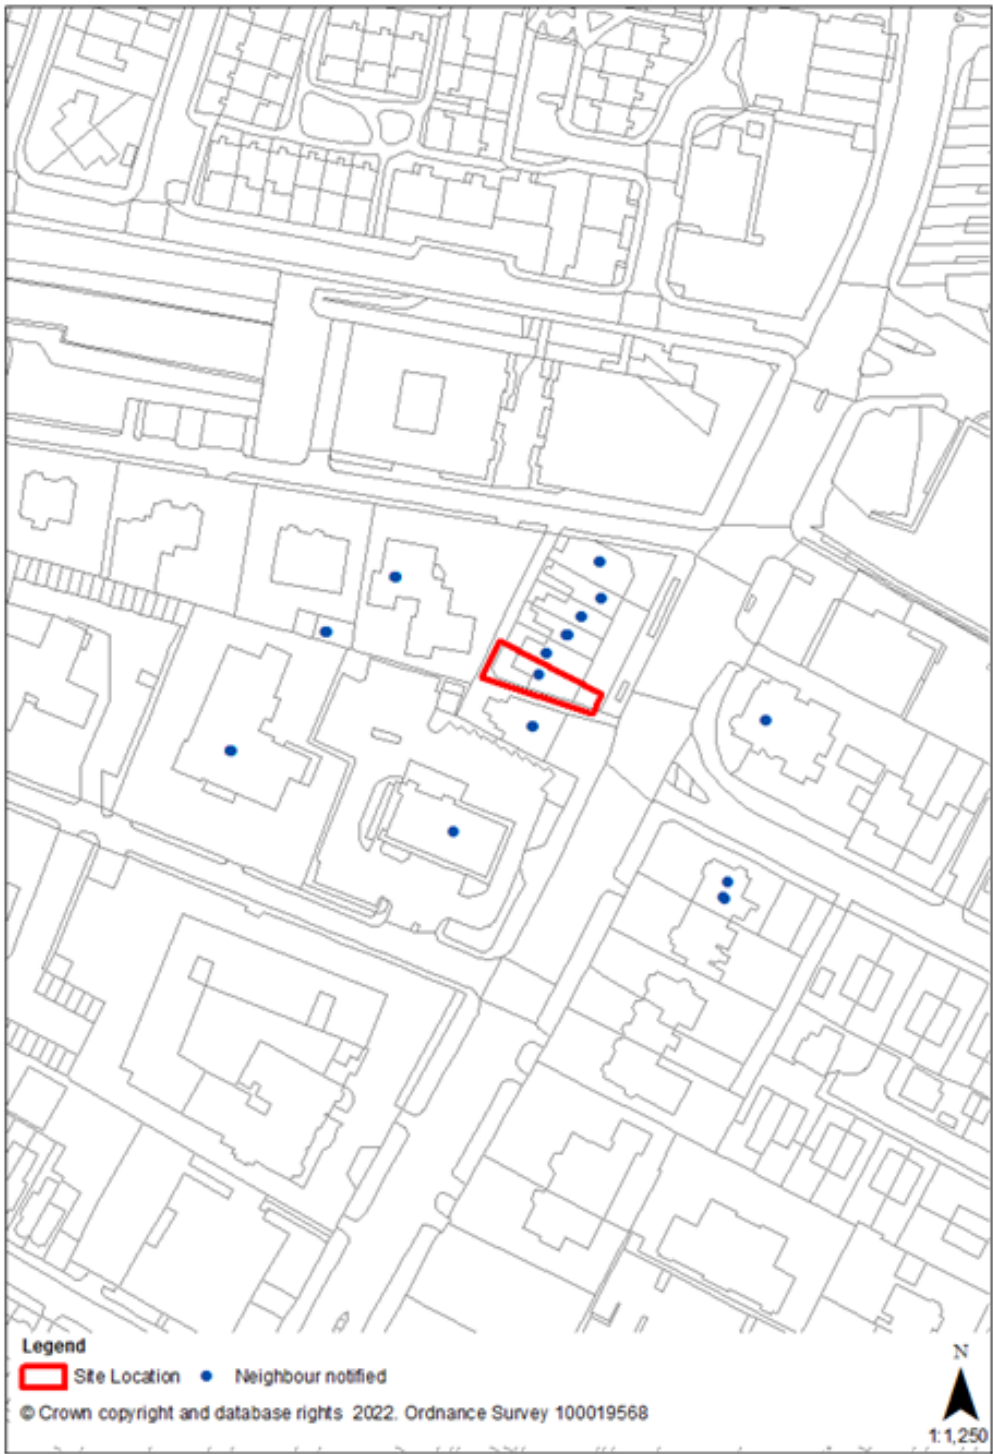 Legend
Site Location Neighbour notified
© Crown copyright and database rights 2022. Ordnance Survey 100019568
N
1:1,250